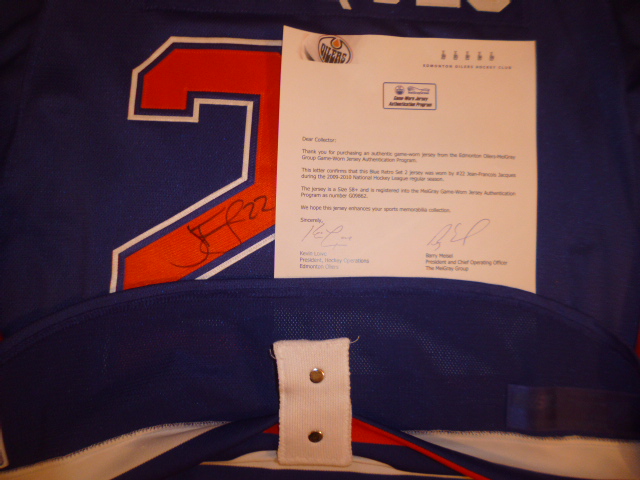 2
22
OILERS
EDMONTON OILERS HOCKEY CLUB
Game-Worn Jersey
Authentication Program
Dear Collector:
Thank you for purchasing an authentic game-worn jersey from the Edmonton Oilers-MeiGray
Group Game-Worn Jersey Authentication Program.
This letter confirms that this Blue Retro Set 2 jersey was worn by #22 Jean-Francois Jacques
during the 2009-2010 National Hockey League regular season.
The jersey is a Size 58+ and is registered into the MeiGray Game-Worn Jersey Authentication
Program as number G09862.
We hope this jersey enhances your sports memorabilia collection.
Sincerely,
Kevin Lowe
President, Hockey Operations
Edmonton Oilers
Barry Meisel
President and Chief Operating Officer
The MeiGray Group